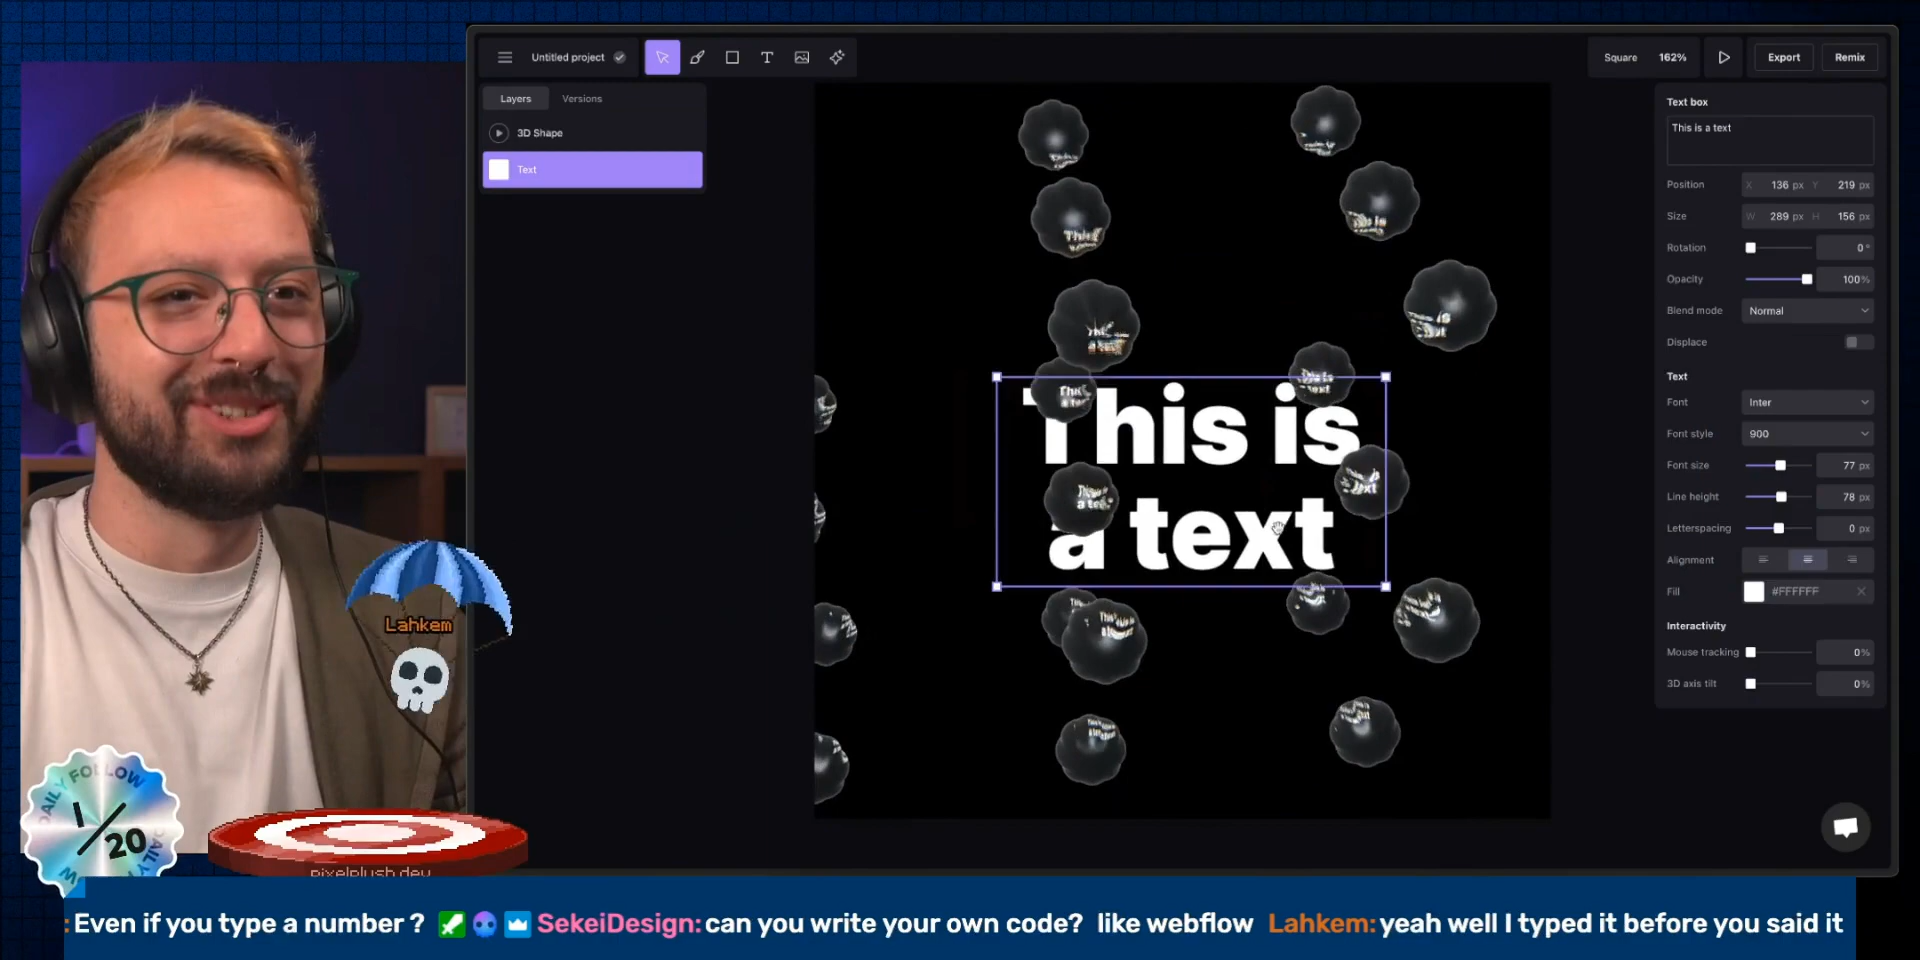 Untitled project
Square 162%
Export
Remix
Layers Versions
3D Shape
Text
Text box
This is a text
Position X 136 px Y 219 px
Size W 289 px H 156 px
Rotation 0°
Opacity 100%
Blend mode Normal
Displace
Text
Font Inter
Font style 900
Font size 77 px
Line height 78 px
Letterspacing 0 px
Alignment
Fill #FFFFFF
Interactivity
Mouse tracking 0%
3D axis tilt 0%
This is
a text
Lahkem
DAILY FOLLOW
1/20
pixelplush.dev
: Even if you type a number ? SekeiDesign: can you write your own code? like webflow Lahkem: yeah well I typed it before you said it